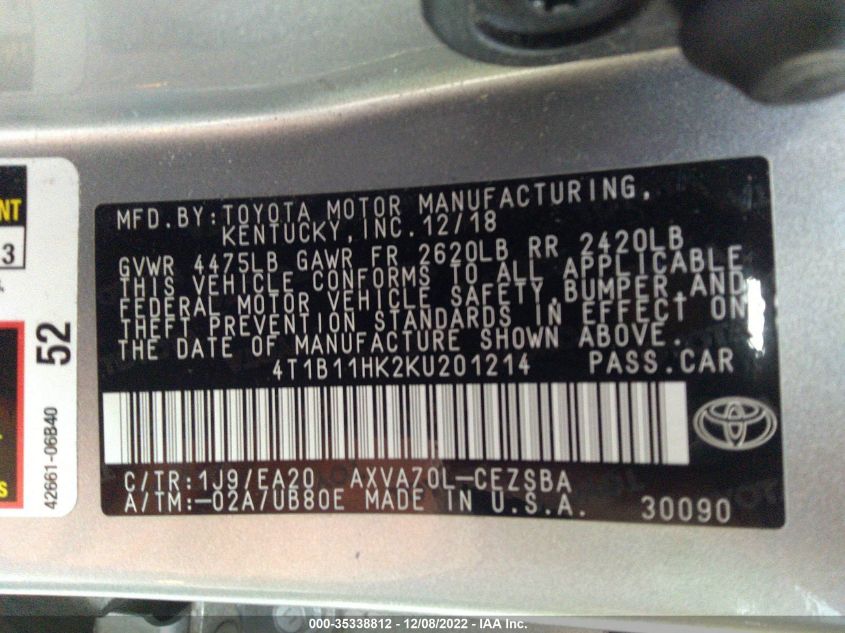 MFD.BY:TOYOTA MOTOR MANUFACTURING,
KENTUCKY,INC.12/18
GVWR 4475LB GAWR FR 2620LB RR 2420LB
THIS VEHICLE CONFORMS TO ALL APPLICABLE
FEDERAL MOTOR VEHICLE SAFETY,BUMPER,AND
THEFT PREVENTION STANDARDS IN EFFECT ON
THE DATE OF MANUFACTURE SHOWN ABOVE.
4T1B11HK2KU201214 PASS.CAR
C/TR:1J9/EA20 AXVA70L-CEZSBA
A/TM:-02A/UB80E MADE IN U.S.A. 30090
3
52
42661-06B40
000-35338812 - 12/08/2022 - IAA Inc.